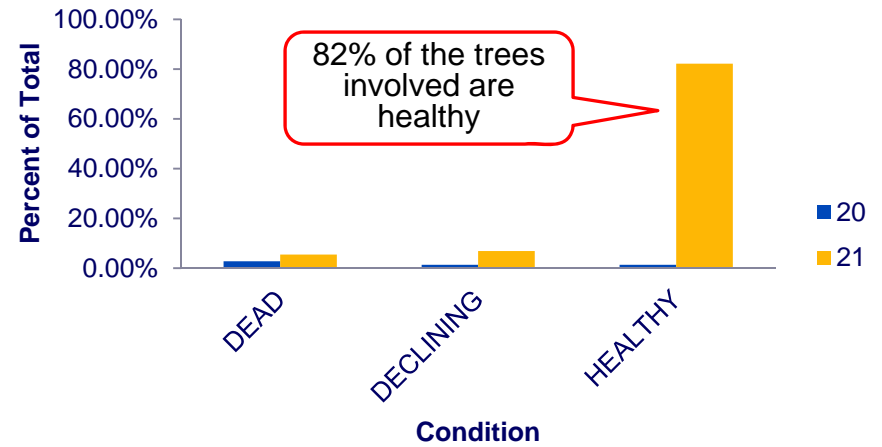 100.00%
80.00%
60.00%
40.00%
20.00%
0.00%
Percent of Total
82% of the trees
involved are
healthy
20
21
DEAD
DECLINING
HEALTHY
Condition